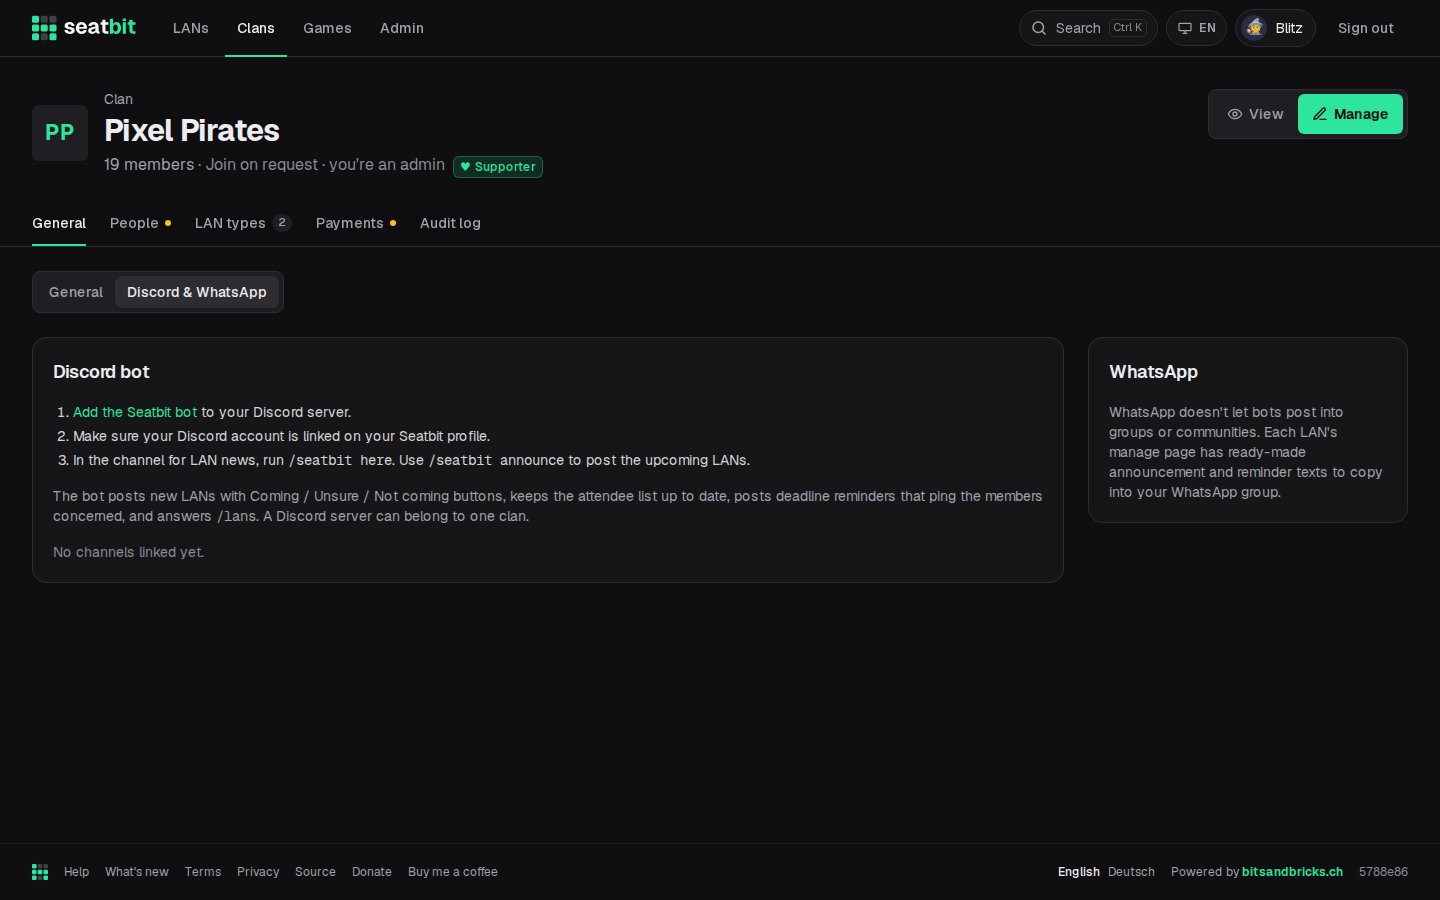 seatbit LANs Clans Games Admin Search Ctrl K EN Blitz Sign out
Clan
PP Pixel Pirates
19 members · Join on request · you're an admin ♥ Supporter
View Manage
General People LAN types 2 Payments Audit log
General Discord & WhatsApp
Discord bot
1. Add the Seatbit bot to your Discord server.
2. Make sure your Discord account is linked on your Seatbit profile.
3. In the channel for LAN news, run /seatbit here. Use /seatbit announce to post the upcoming LANs.
The bot posts new LANs with Coming / Unsure / Not coming buttons, keeps the attendee list up to date, posts deadline reminders that ping the members
concerned, and answers /lans. A Discord server can belong to one clan.
No channels linked yet.
WhatsApp
WhatsApp doesn't let bots post into
groups or communities. Each LAN's
manage page has ready-made
announcement and reminder texts to copy
into your WhatsApp group.
Help What's new Terms Privacy Source Donate Buy me a coffee English Deutsch Powered by bitsandbricks.ch 5788e86